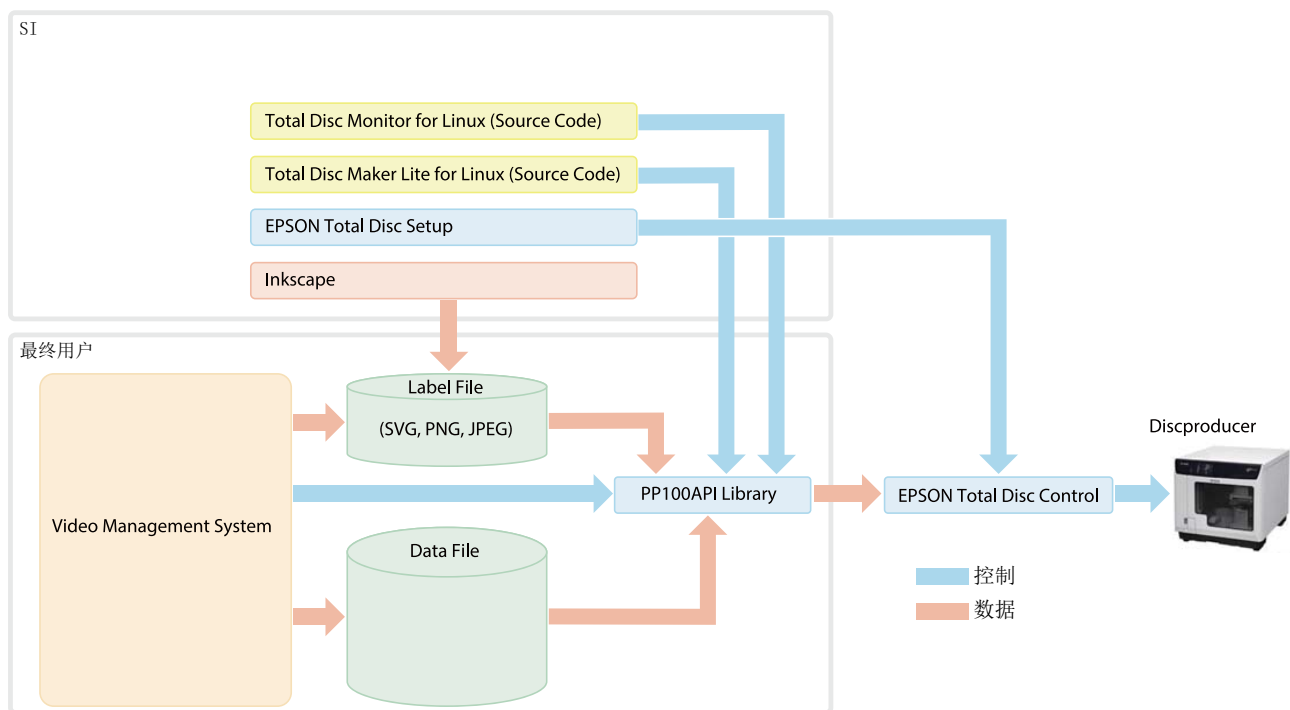 SI
Total Disc Monitor for Linux (Source Code)
Total Disc Maker Lite for Linux (Source Code)
EPSON Total Disc Setup
Inkscape
最终用户
Video Management System
Label File
(SVG, PNG, JPEG)
Data File
PP100API Library
EPSON Total Disc Control
Discproducer
控制
数据